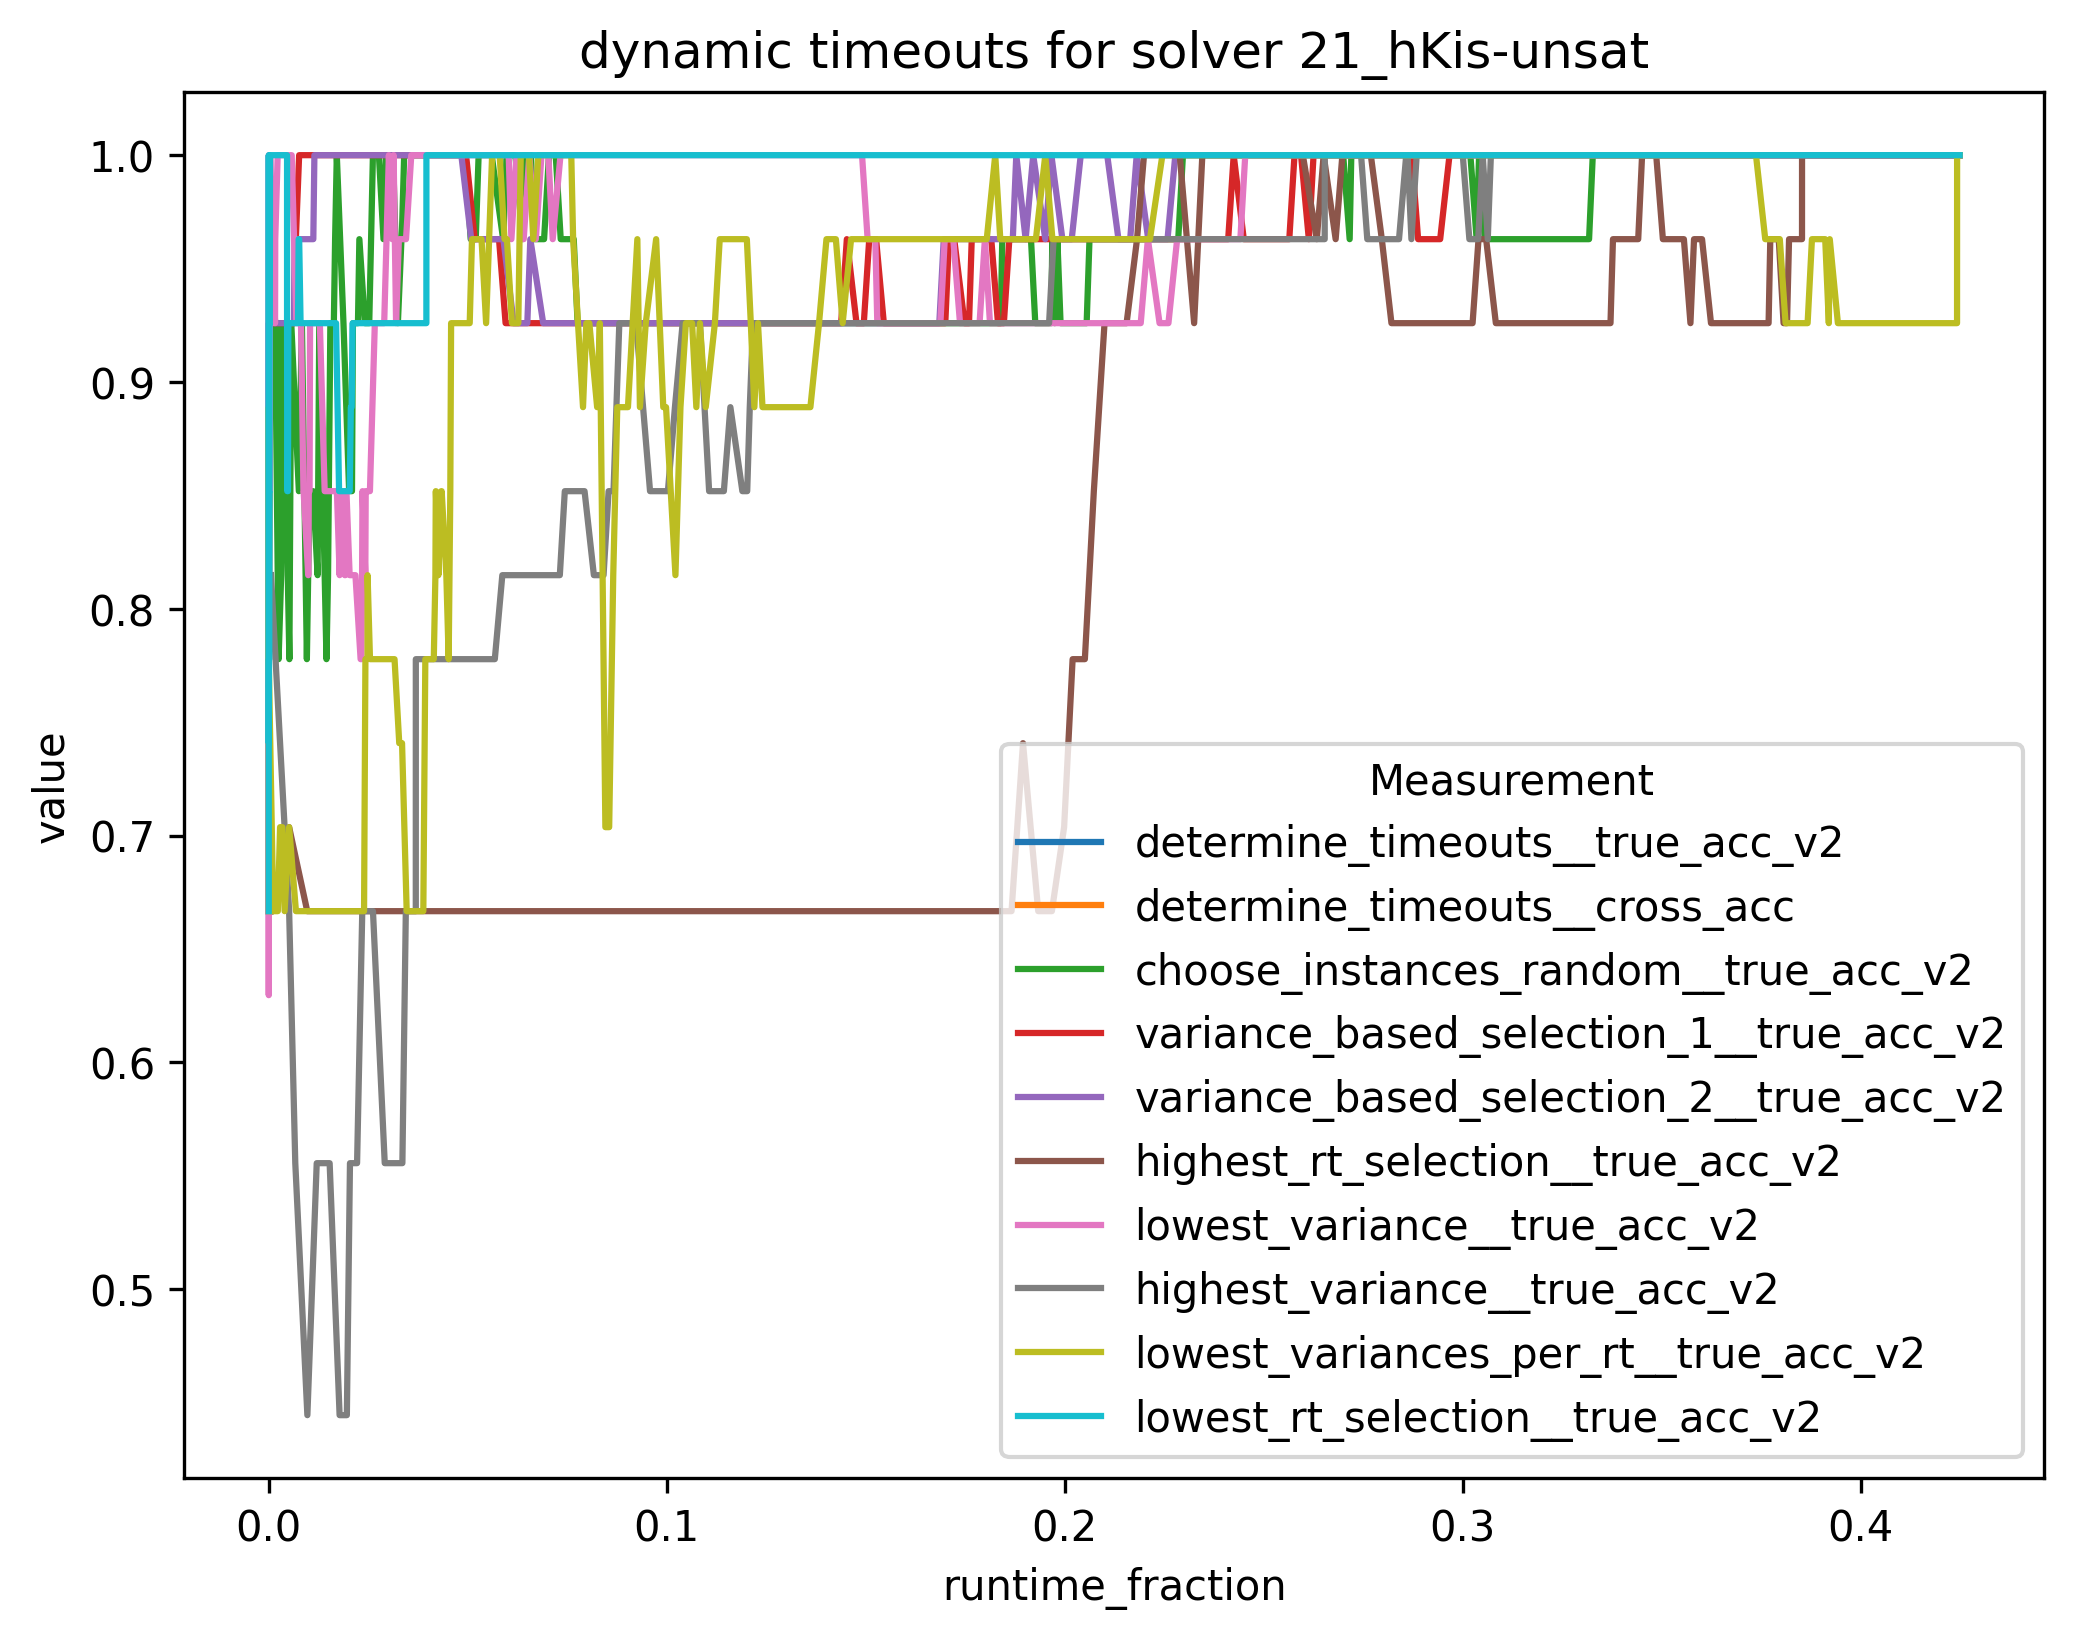 dynamic timeouts for solver 21_hKis-unsat
1.0
0.9
0.8
0.7
0.6
0.5
value
Measurement
determine_timeouts__true_acc_v2
determine_timeouts__cross_acc
choose_instances_random__true_acc_v2
variance_based_selection_1__true_acc_v2
variance_based_selection_2__true_acc_v2
highest_rt_selection__true_acc_v2
lowest_variance__true_acc_v2
highest_variance__true_acc_v2
lowest_variances_per_rt__true_acc_v2
lowest_rt_selection__true_acc_v2
0.0 0.1 0.2 0.3 0.4
runtime_fraction